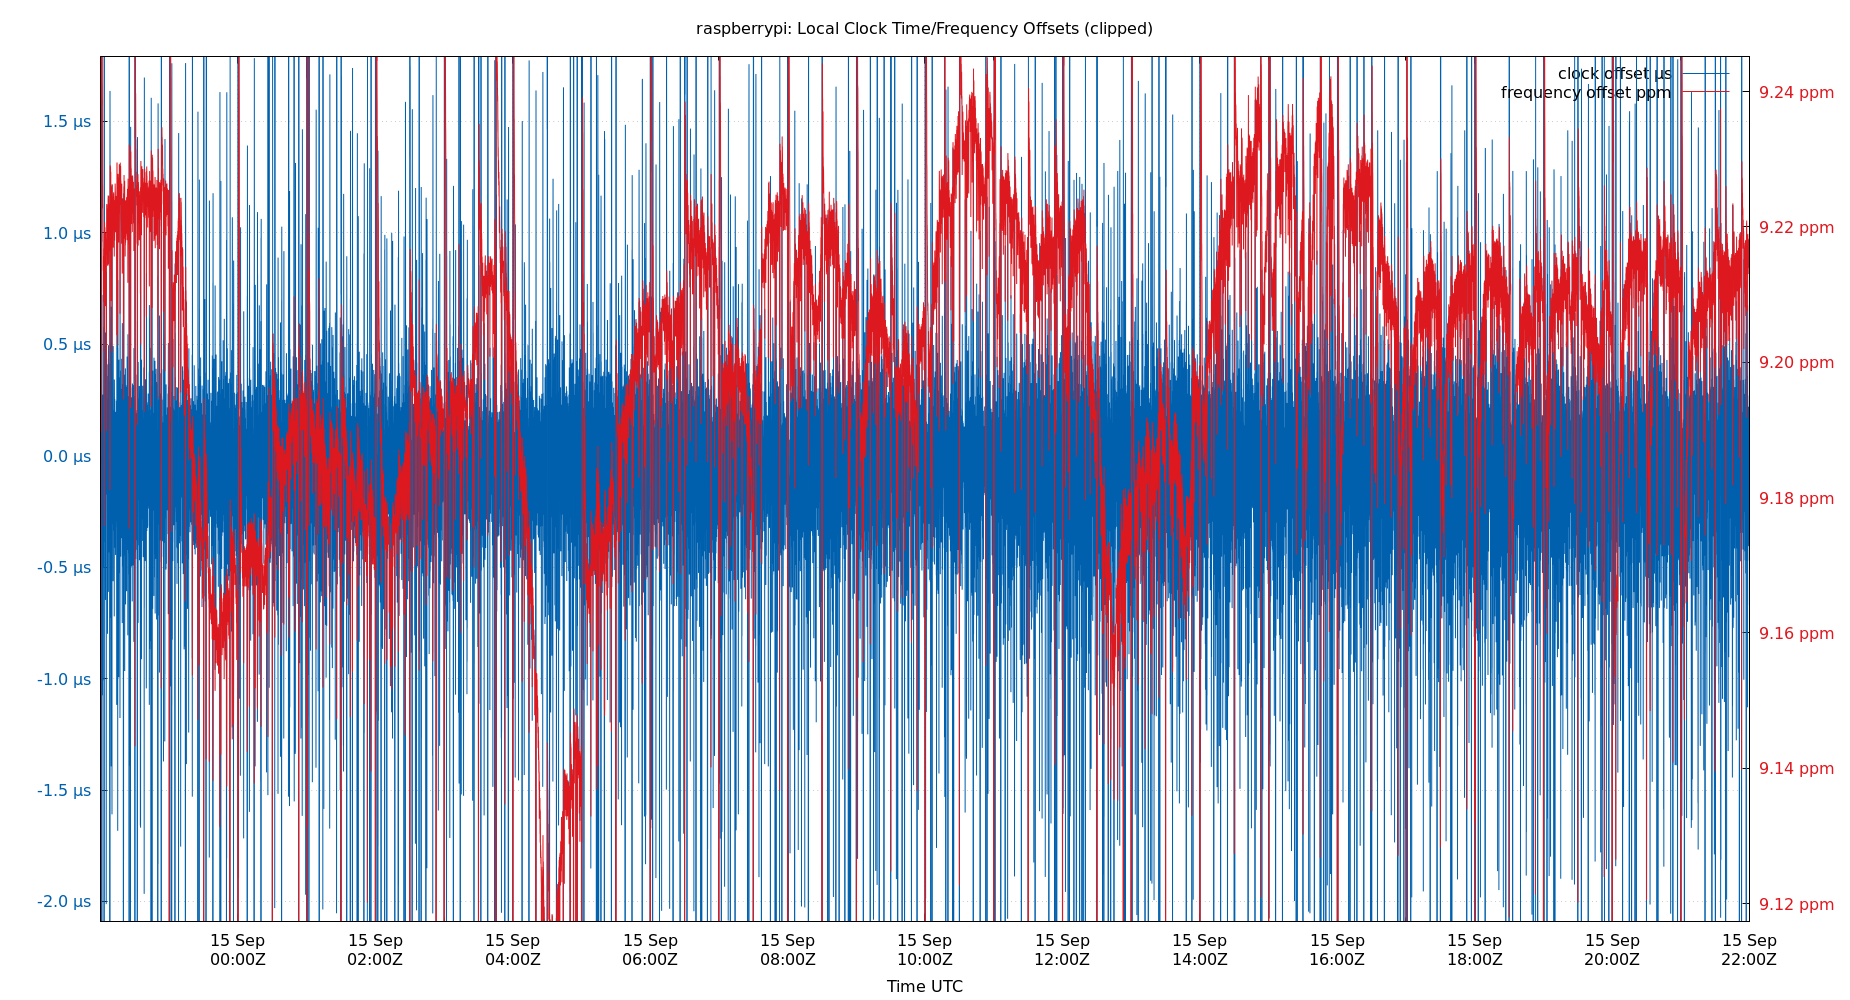 raspberrypi: Local Clock Time/Frequency Offsets (clipped)
clock offset µs
frequency offset ppm
1.5 µs
1.0 µs
0.5 µs
0.0 µs
-0.5 µs
-1.0 µs
-1.5 µs
-2.0 µs
9.24 ppm
9.22 ppm
9.20 ppm
9.18 ppm
9.16 ppm
9.14 ppm
9.12 ppm
15 Sep 15 Sep 15 Sep 15 Sep 15 Sep 15 Sep 15 Sep 15 Sep 15 Sep 15 Sep 15 Sep 15 Sep
00:00Z 02:00Z 04:00Z 06:00Z 08:00Z 10:00Z 12:00Z 14:00Z 16:00Z 18:00Z 20:00Z 22:00Z
Time UTC